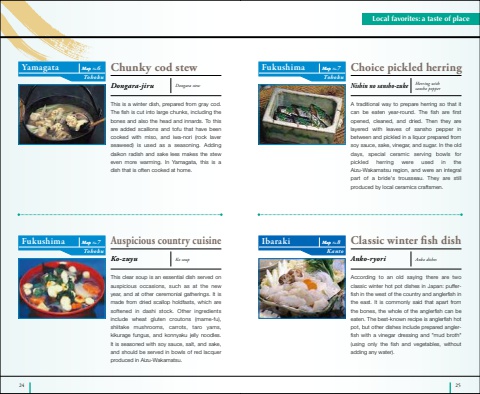 Local favorites: a taste of place
Yamagata
Map no.6
Tohoku
Chunky cod stew
Dongara-jiru
Dongara stew
This is a winter dish, prepared from gray cod.
The fish is cut into large chunks, including the
bones and also the head and innards. To this
are added scallions and tofu that have been
cooked with miso, and iwa-nori (rock laver
seaweed) is used as a seasoning. Adding
daikon radish and sake lees makes the stew
even more warming. In Yamagata, this is a
dish that is often cooked at home.
Fukushima
Map no.7
Tohoku
Choice pickled herring
Nishin no sansho-zuke
Herring with
sansho pepper
A traditional way to prepare herring so that it
can be eaten year-round. The fish are first
opened, cleaned, and dried. Then they are
layered with leaves of sansho pepper in
between and pickled in a liquor prepared from
soy sauce, sake, vinegar, and sugar. In the old
days, special ceramic serving bowls for
pickled herring were used in the
Aizu-Wakamatsu region, and were an integral
part of a bride's trousseau. They are still
produced by local ceramics craftsmen.
Fukushima
Map no.7
Tohoku
Auspicious country cuisine
Ko-zuyu
Ko soup
This clear soup is an essential dish served on
auspicious occasions, such as at the new
year, and at other ceremonial gatherings. It is
made from dried scallop holdfasts, which are
softened in dashi stock. Other ingredients
include wheat gluten croutons (mame-fu),
shiitake mushrooms, carrots, taro yams,
kikurage fungus, and konnyaku jelly noodles.
It is seasoned with soy sauce, salt, and sake,
and should be served in bowls of red lacquer
produced in Aizu-Wakamatsu.
Ibaraki
Map no.8
Kanto
Classic winter fish dish
Anko-ryori
Anko dishes
According to an old saying there are two
classic winter hot pot dishes in Japan: puffer-
fish in the west of the country and anglerfish in
the east. It is commonly said that apart from
the bones, the whole of the anglerfish can be
eaten. The best-known recipe is anglerfish hot
pot, but other dishes include prepared angler-
fish with a vinegar dressing and "mud broth"
(using only the fish and vegetables, without
adding any water).
24
25